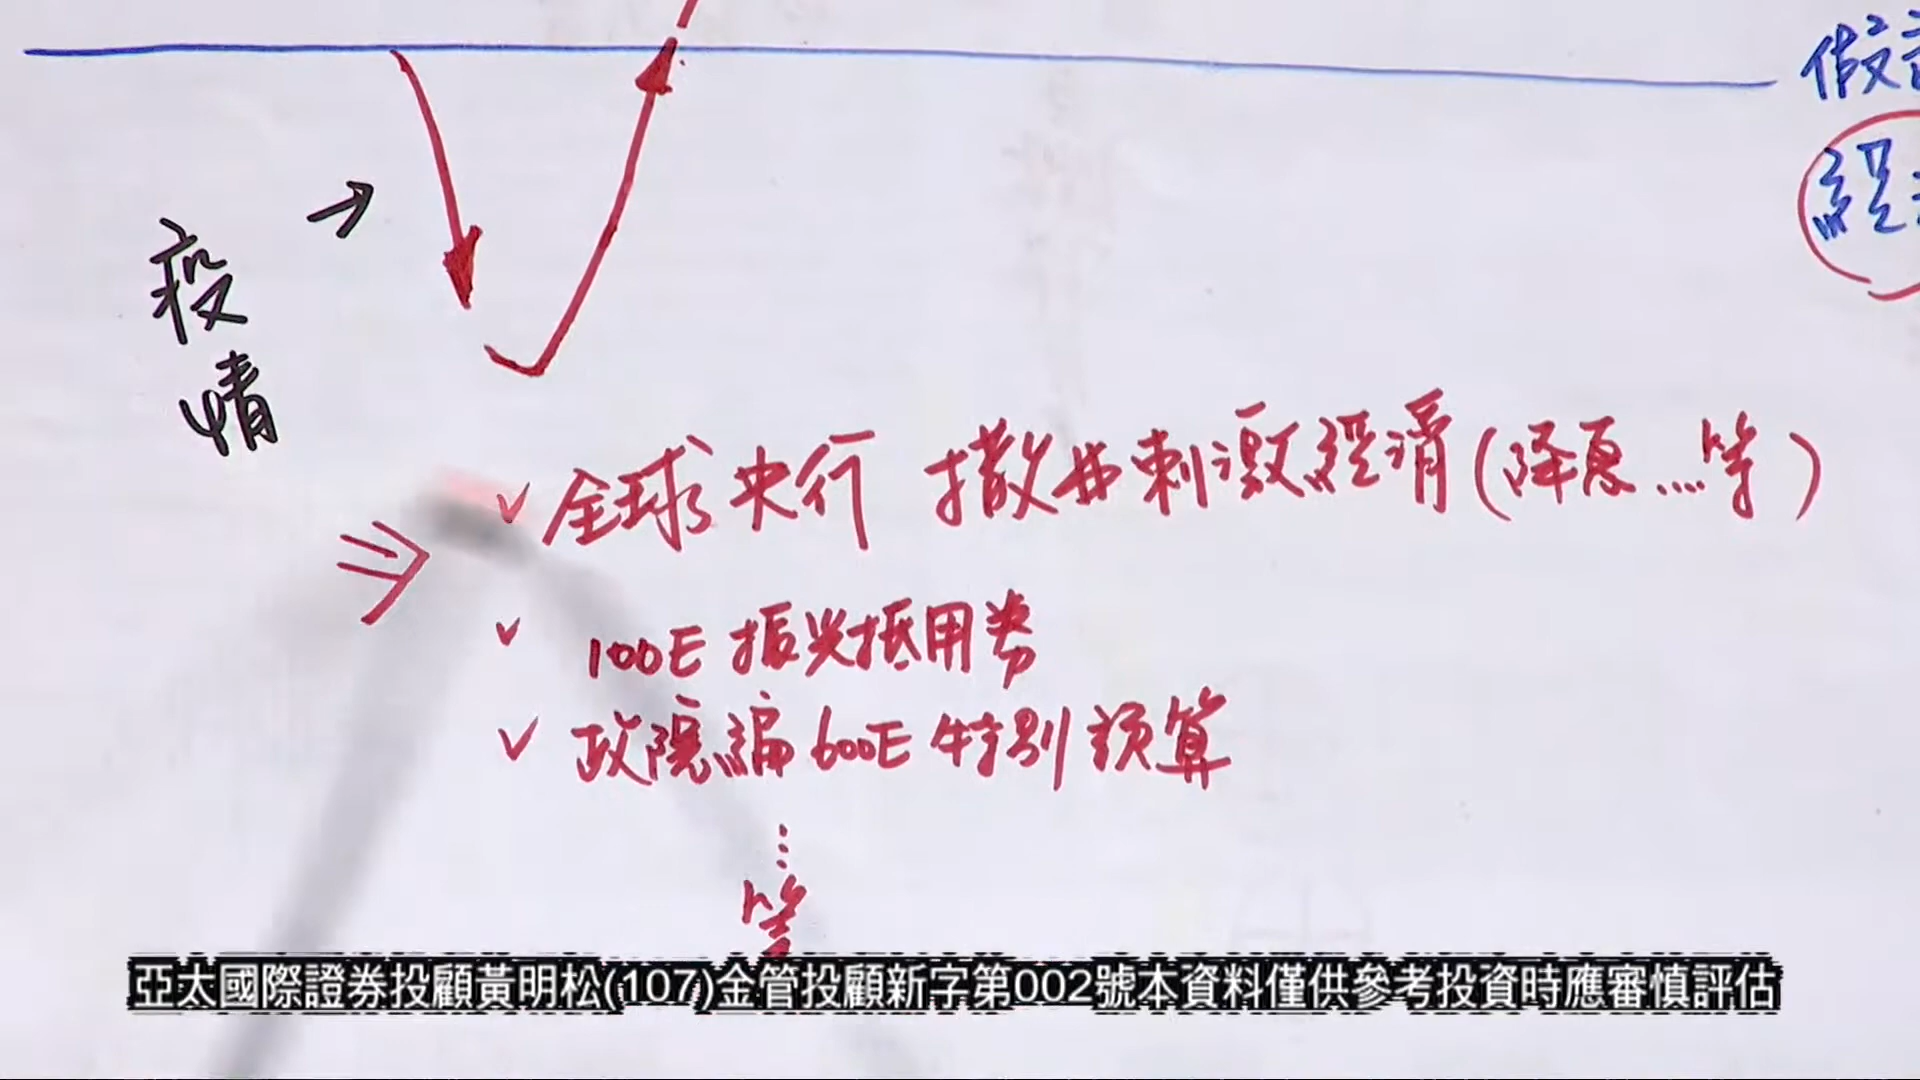 疫情
全球央行 撒錢刺激經濟(降息....等)
100E 振興抵用券
政院編600E特別預算
等
亞太國際證券投顧黃明松(107)金管投顧新字第002號本資料僅供參考投資時應審慎評估